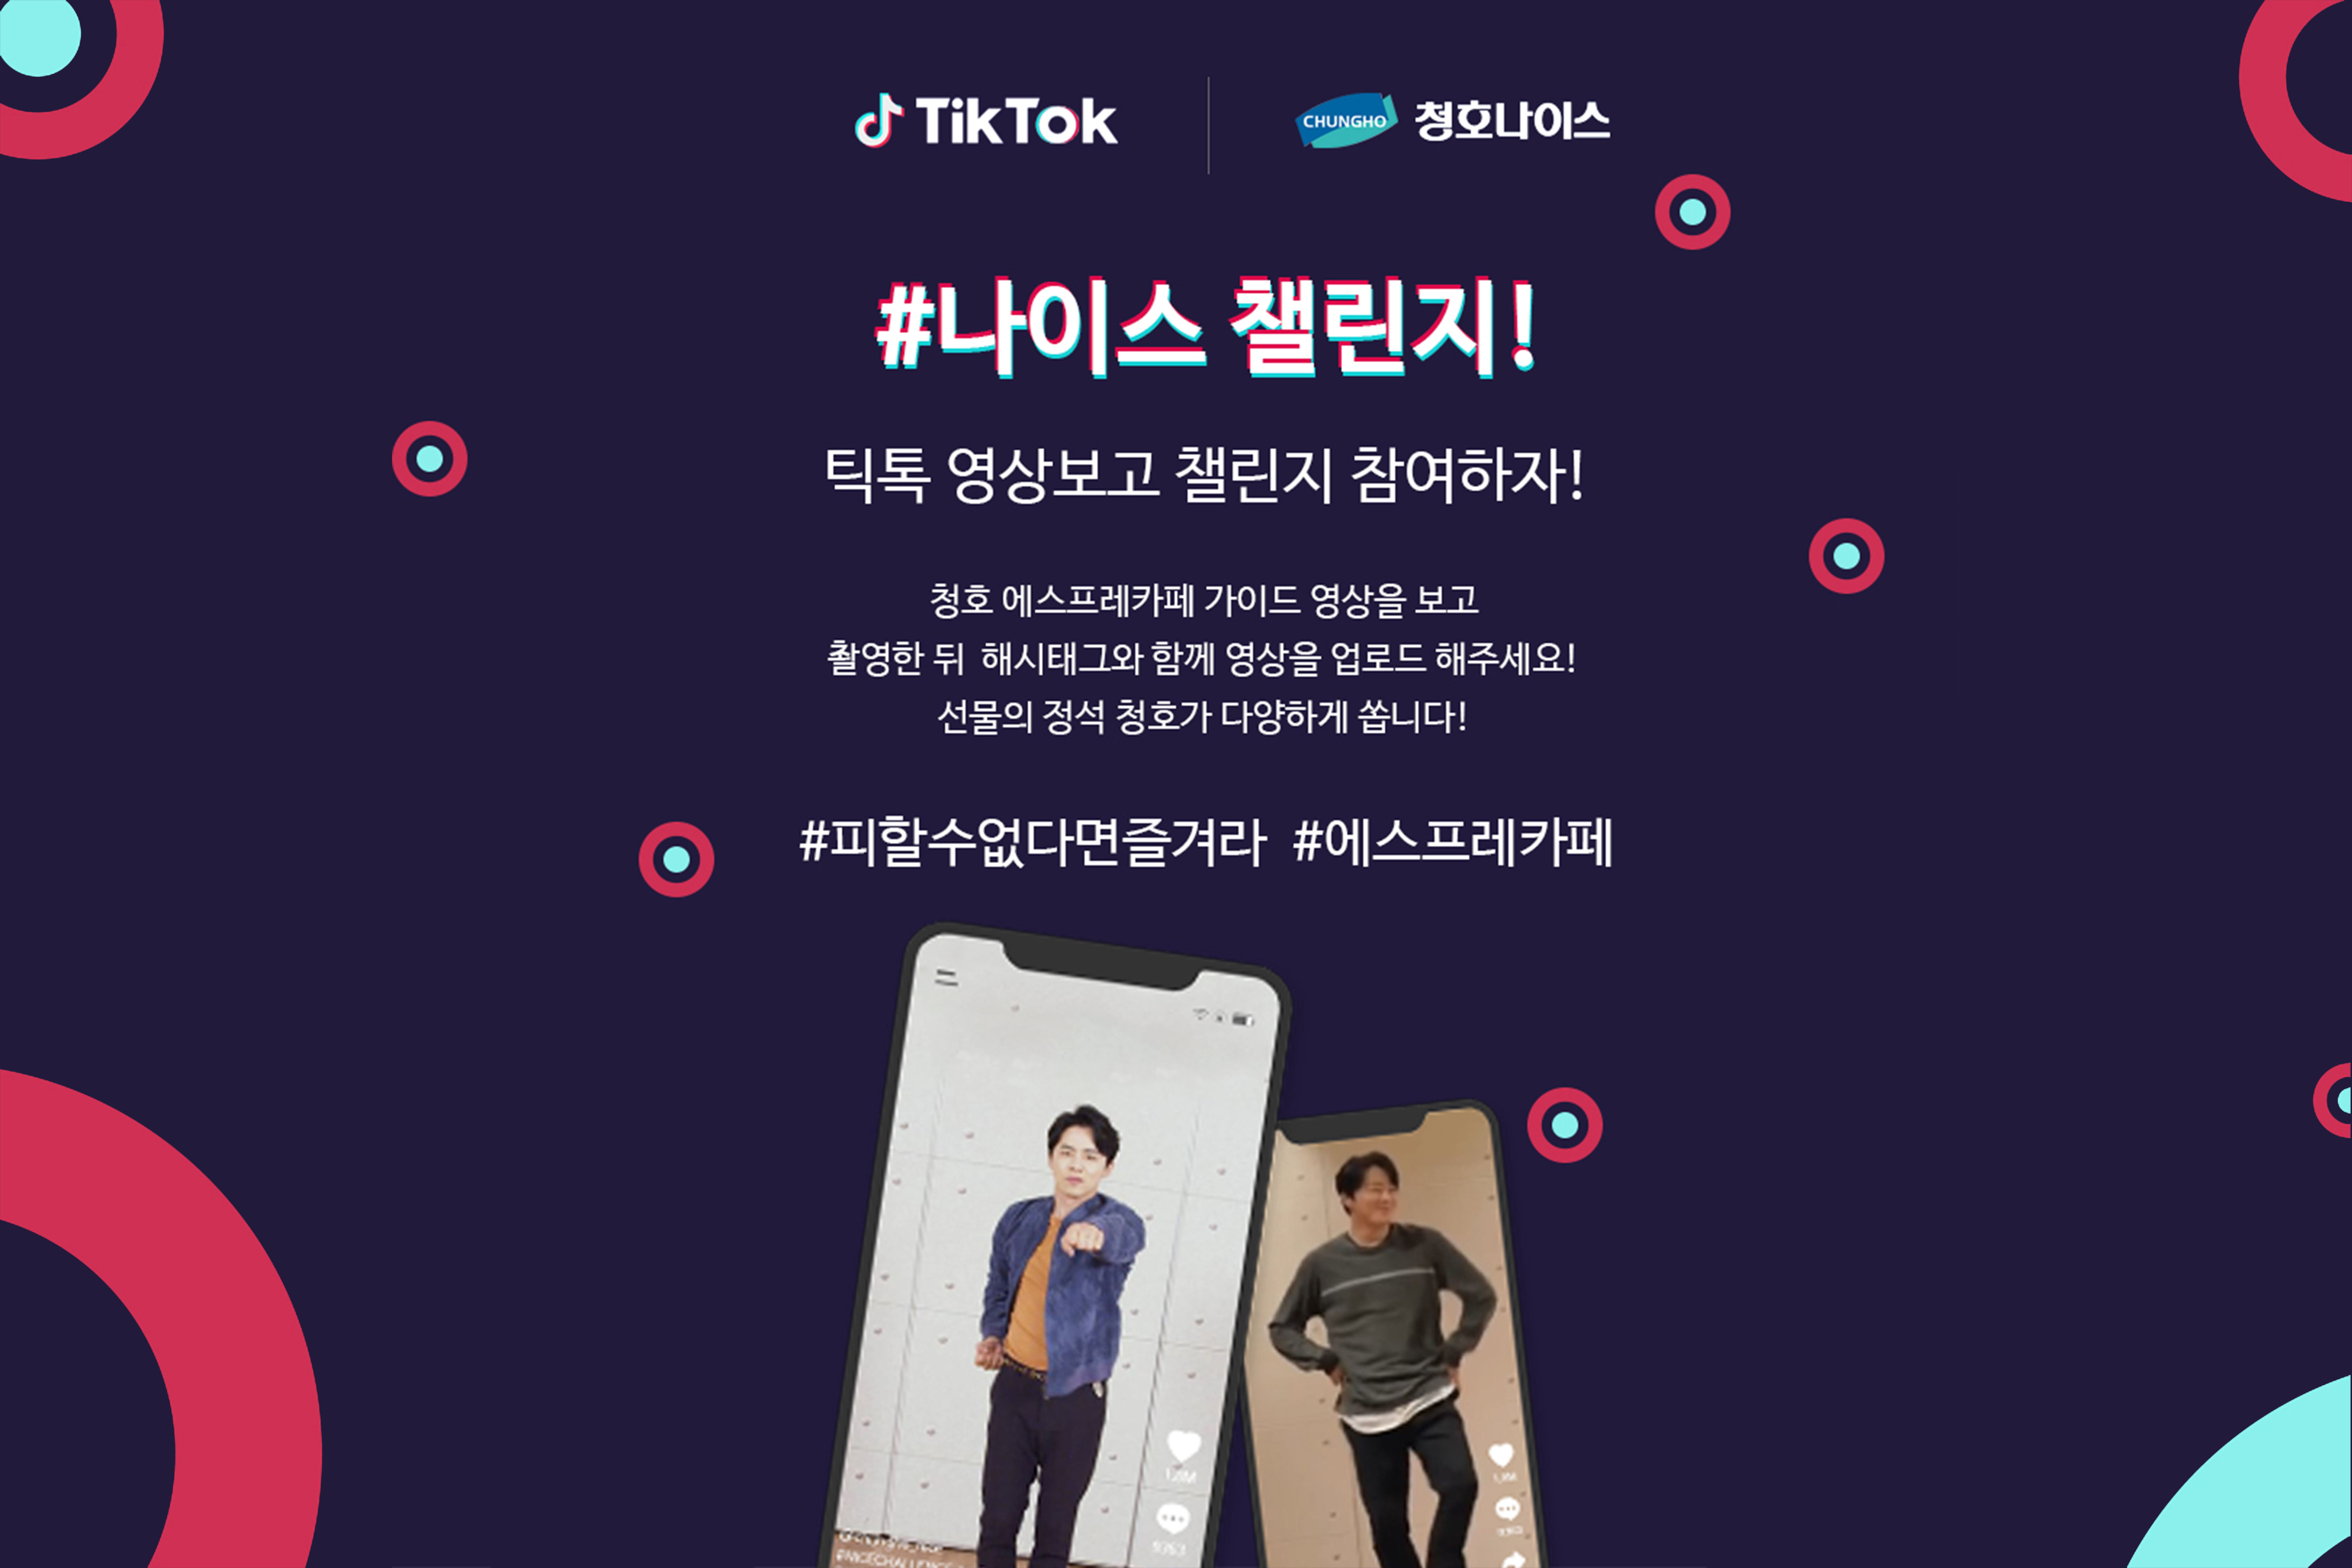 TikTok
CHUNGHO 청호나이스
#나이스 챌린지!
틱톡 영상보고 챌린지 참여하자!
청호 에스프레카페 가이드 영상을 보고
촬영한 뒤 해시태그와 함께 영상을 업로드 해주세요!
선물의 정석 청호가 다양하게 쏩니다!
#피할수없다면즐겨라 #에스프레카페